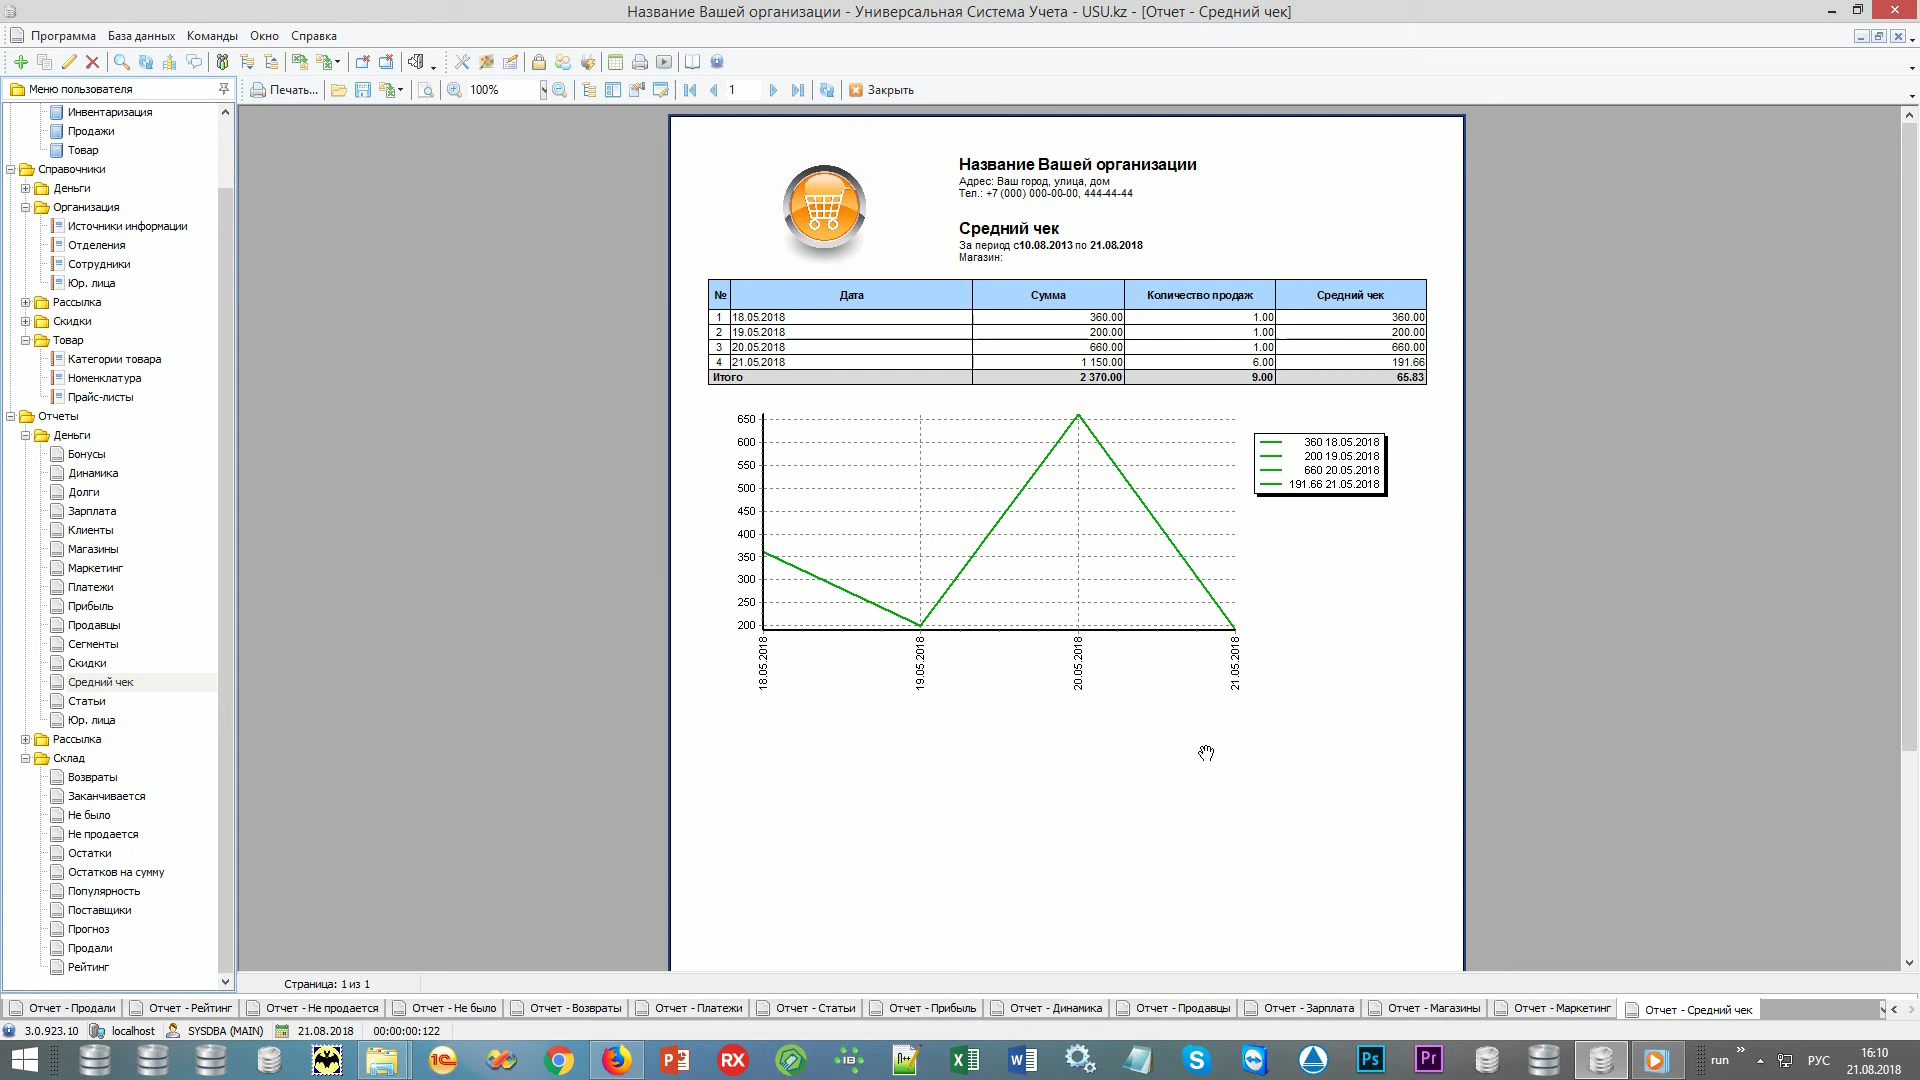 Название Вашей организации - Универсальная Система Учета - USU.kz - [Отчет - Средний чек]
Программа База данных Команды Окно Справка
Меню пользователя
Печать... 100% 1 Закрыть
Инвентаризация
Продажи
Товар
Справочники
Деньги
Организация
Источники информации
Отделения
Сотрудники
Юр. лица
Рассылка
Скидки
Товар
Категории товара
Номенклатура
Прайс-листы
Отчеты
Деньги
Бонусы
Динамика
Долги
Зарплата
Клиенты
Магазины
Маркетинг
Платежи
Прибыль
Продавцы
Сегменты
Скидки
Средний чек
Статьи
Юр. лица
Рассылка
Склад
Возвраты
Заканчивается
Не было
Не продается
Остатки
Остатков на сумму
Популярность
Поставщики
Прогноз
Продали
Рейтинг
Название Вашей организации
Адрес: Ваш город, улица, дом
Тел.: +7 (000) 000-00-00, 444-44-44
Средний чек
За период с10.08.2013 по 21.08.2018
Магазин:
№ Дата Сумма Количество продаж Средний чек
1 18.05.2018 360.00 1.00 360.00
2 19.05.2018 200.00 1.00 200.00
3 20.05.2018 660.00 1.00 660.00
4 21.05.2018 1 150.00 6.00 191.66
Итого 2 370.00 9.00 65.83
650
600
550
500
450
400
350
300
250
200
18.05.2018 19.05.2018 20.05.2018 21.05.2018
360 18.05.2018
200 19.05.2018
660 20.05.2018
191.66 21.05.2018
Страница: 1 из 1
Отчет - Продали Отчет - Рейтинг Отчет - Не продается Отчет - Не было Отчет - Возвраты Отчет - Платежи Отчет - Статьи Отчет - Прибыль Отчет - Динамика Отчет - Продавцы Отчет - Зарплата Отчет - Магазины Отчет - Маркетинг Отчет - Средний чек
3.0.923.10 localhost SYSDBA (MAIN) 21.08.2018 00:00:00:122
1С RX IB Ps Pr run РУС 16:10
21.08.2018